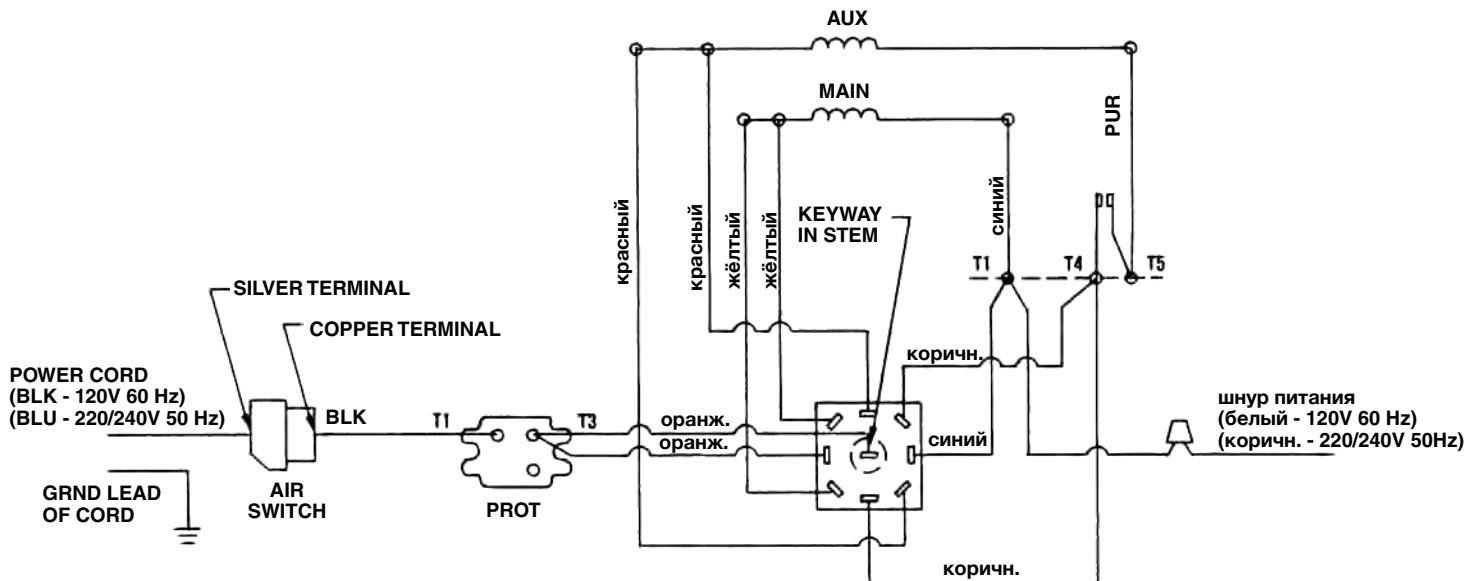 AUX
MAIN
PUR
красный
красный
жёлтый
жёлтый
KEYWAY
IN STEM
синий
T1
T4
T5
SILVER TERMINAL
COPPER TERMINAL
коричн.
POWER CORD
(BLK - 120V 60 Hz)
(BLU - 220/240V 50 Hz)
BLK
T1
T3
оранж.
оранж.
синий
шнур питания
(белый - 120V 60 Hz)
(коричн. - 220/240V 50Hz)
GRND LEAD
OF CORD
AIR
SWITCH
PROT
коричн.